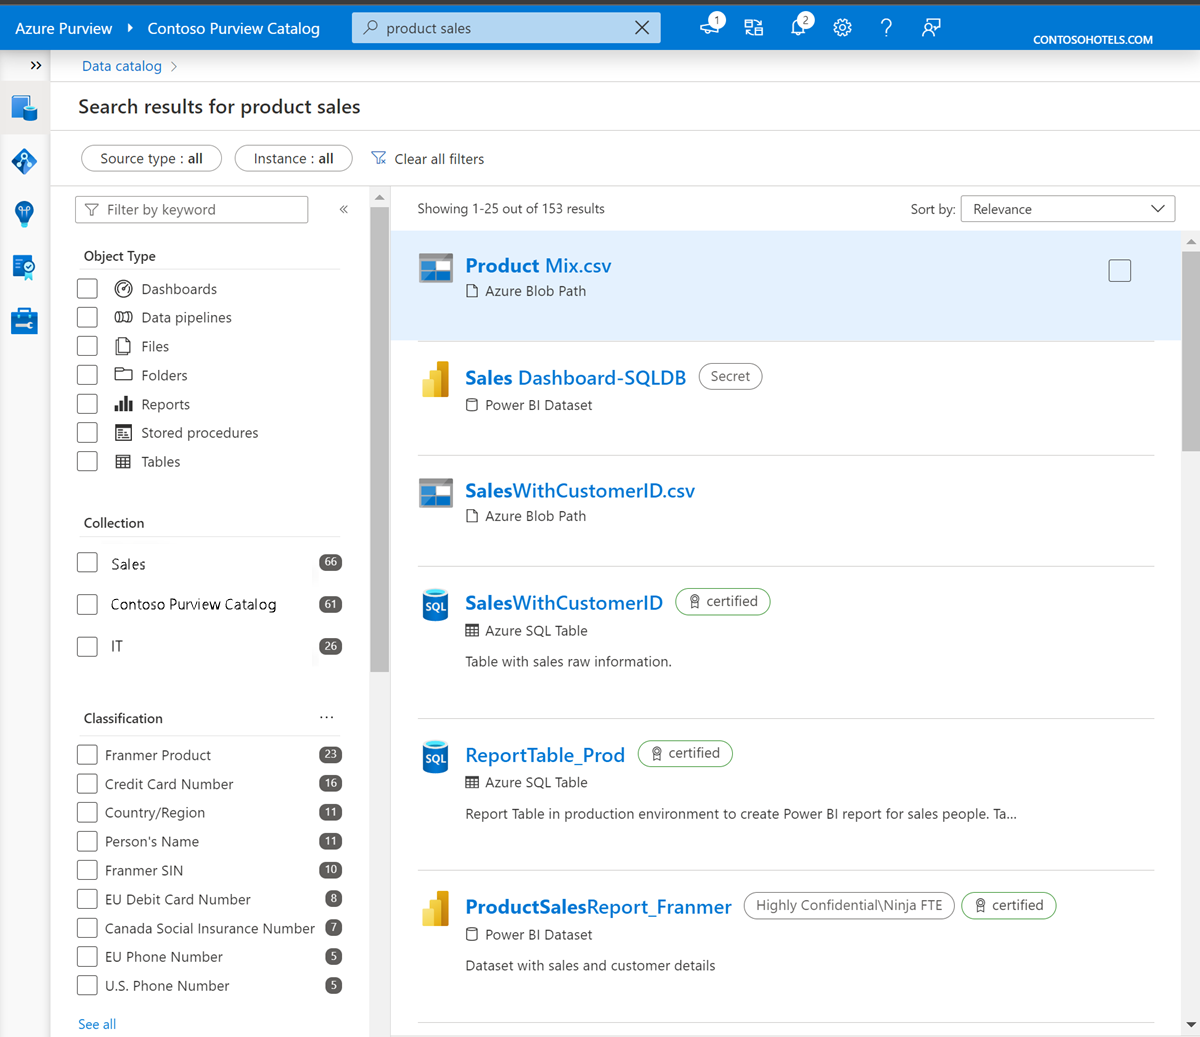 Azure Purview Contoso Purview Catalog product sales 1 2 CONTOSOHOTELS.COM
Data catalog
Search results for product sales
Source type : all Instance : all Clear all filters
Filter by keyword
Object Type
Dashboards
Data pipelines
Files
Folders
Reports
Stored procedures
Tables
Collection
Sales 66
Contoso Purview Catalog 61
IT 26
Classification ...
Franmer Product 23
Credit Card Number 16
Country/Region 11
Person's Name 11
Franmer SIN 10
EU Debit Card Number 8
Canada Social Insurance Number 7
EU Phone Number 5
U.S. Phone Number 5
See all
Showing 1-25 out of 153 results Sort by: Relevance
Product Mix.csv
Azure Blob Path
Sales Dashboard-SQLDB Secret
Power BI Dataset
SalesWithCustomerID.csv
Azure Blob Path
SQL SalesWithCustomerID certified
Azure SQL Table
Table with sales raw information.
SQL ReportTable_Prod certified
Azure SQL Table
Report Table in production environment to create Power BI report for sales people. Ta...
ProductSalesReport_Franmer Highly Confidential\Ninja FTE certified
Power BI Dataset
Dataset with sales and customer details